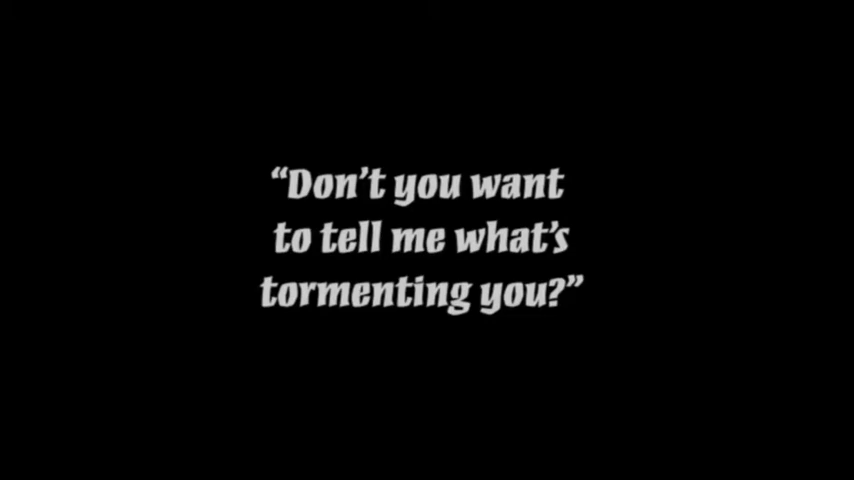 “Don’t you want
to tell me what’s
tormenting you?”